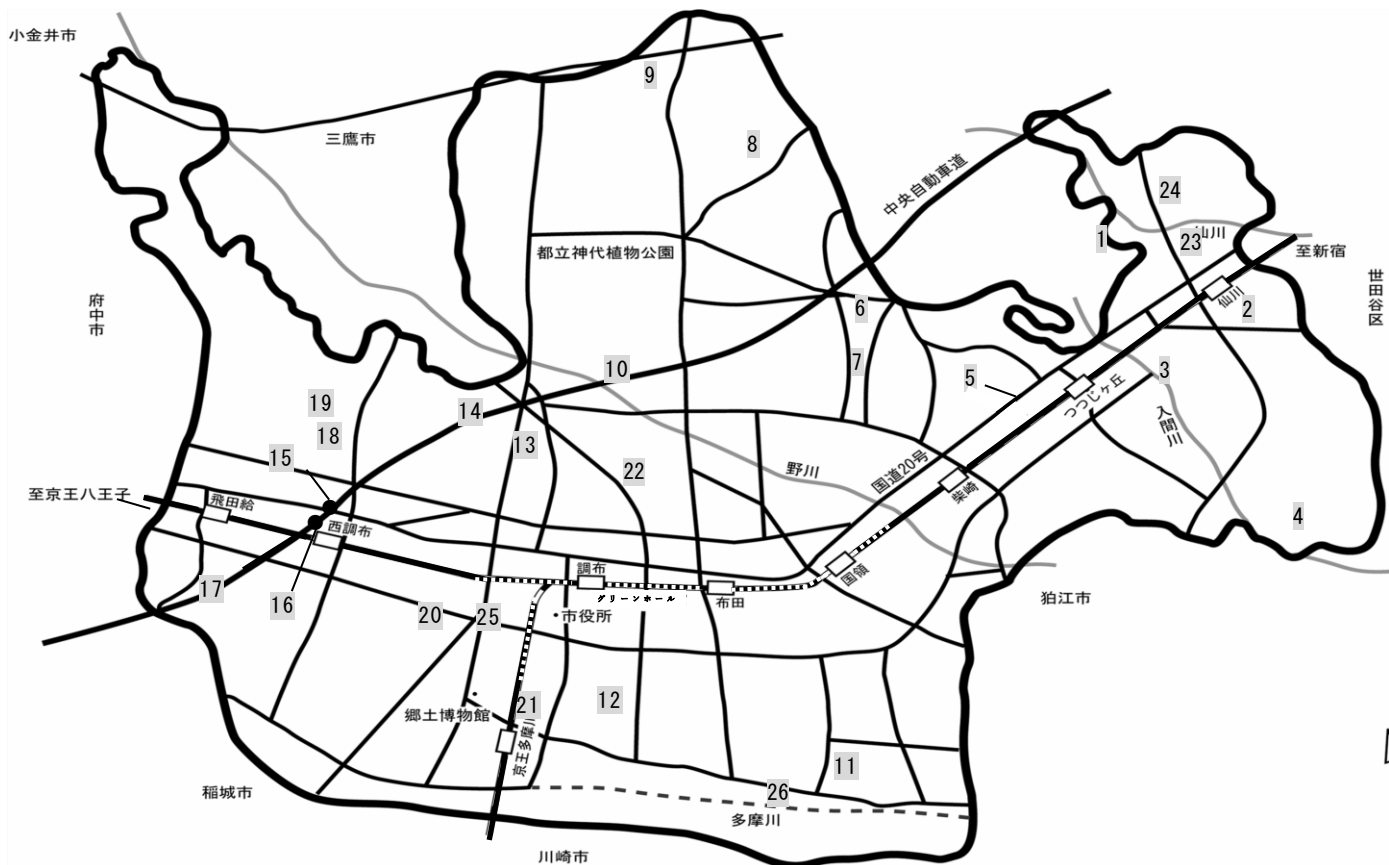 小金井市
9
三鷹市
8
中央自動車道
24
都立神代植物公園
1
23
仙川
至新宿
世田谷区
府中市
6
仙川
2
10
7
5
3
19
14
つつじヶ丘
入間川
18
13
15
22
野川
国道20号
至京王八王子
飛田給
柴崎
4
西調布
調布
国領
17
16
グリーンホール
布田
狛江市
20
25
・市役所
郷土博物館
21
12
京王多摩川
11
稲城市
26
多摩川
川崎市